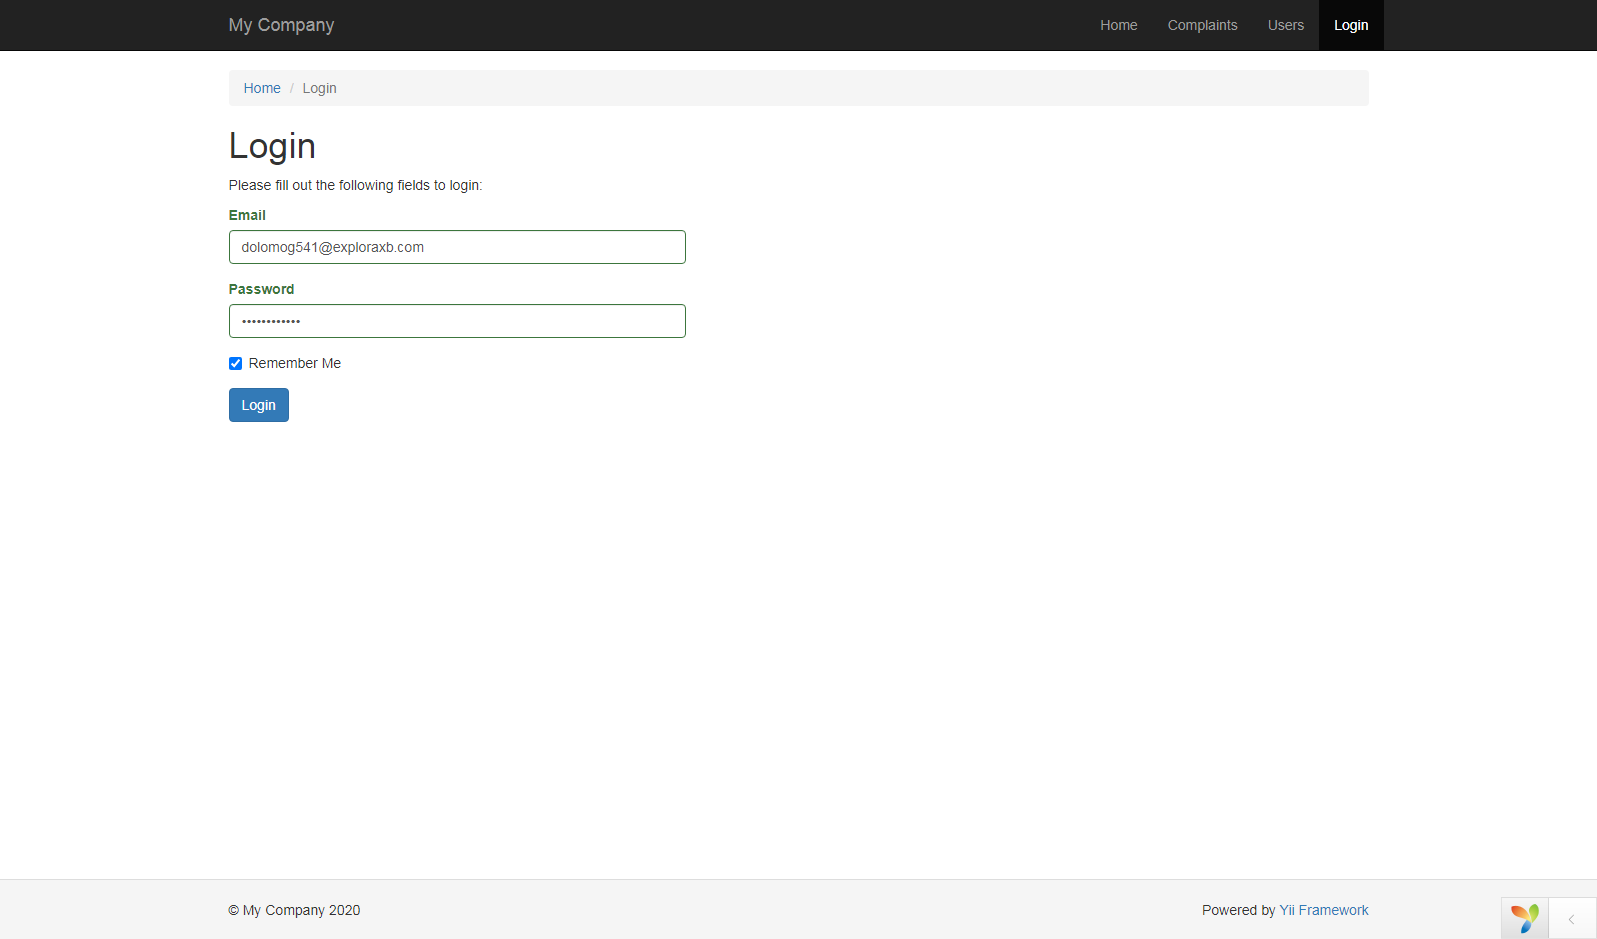 My Company Home Complaints Users Login
Home / Login
Login
Please fill out the following fields to login:
Email
dolomog541@exploraxb.com
Password
••••••••••••
Remember Me
Login
© My Company 2020 Powered by Yii Framework